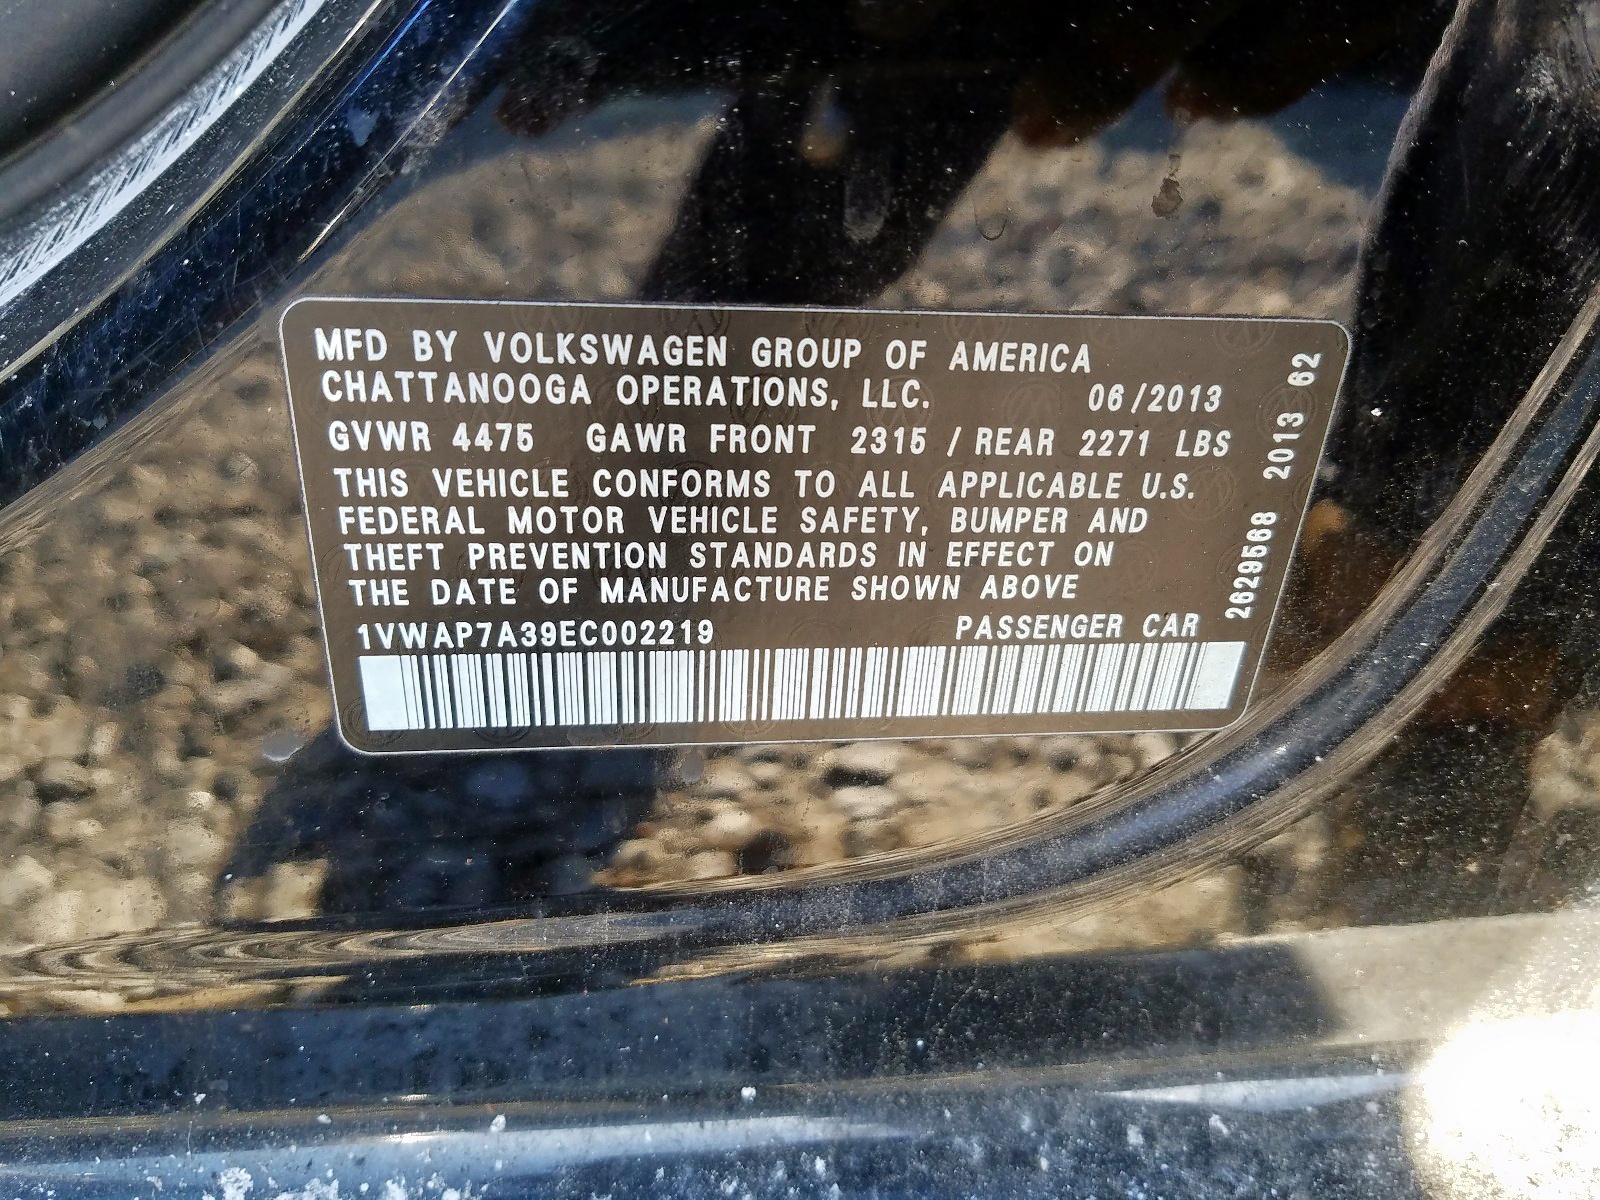 MFD BY VOLKSWAGEN GROUP OF AMERICA
CHATTANOOGA OPERATIONS, LLC. 06/2013
GVWR 4475 GAWR FRONT 2315 / REAR 2271 LBS
THIS VEHICLE CONFORMS TO ALL APPLICABLE U.S.
FEDERAL MOTOR VEHICLE SAFETY, BUMPER AND
THEFT PREVENTION STANDARDS IN EFFECT ON
THE DATE OF MANUFACTURE SHOWN ABOVE
1VWAP7A39EC002219 PASSENGER CAR
2629568 2013 62